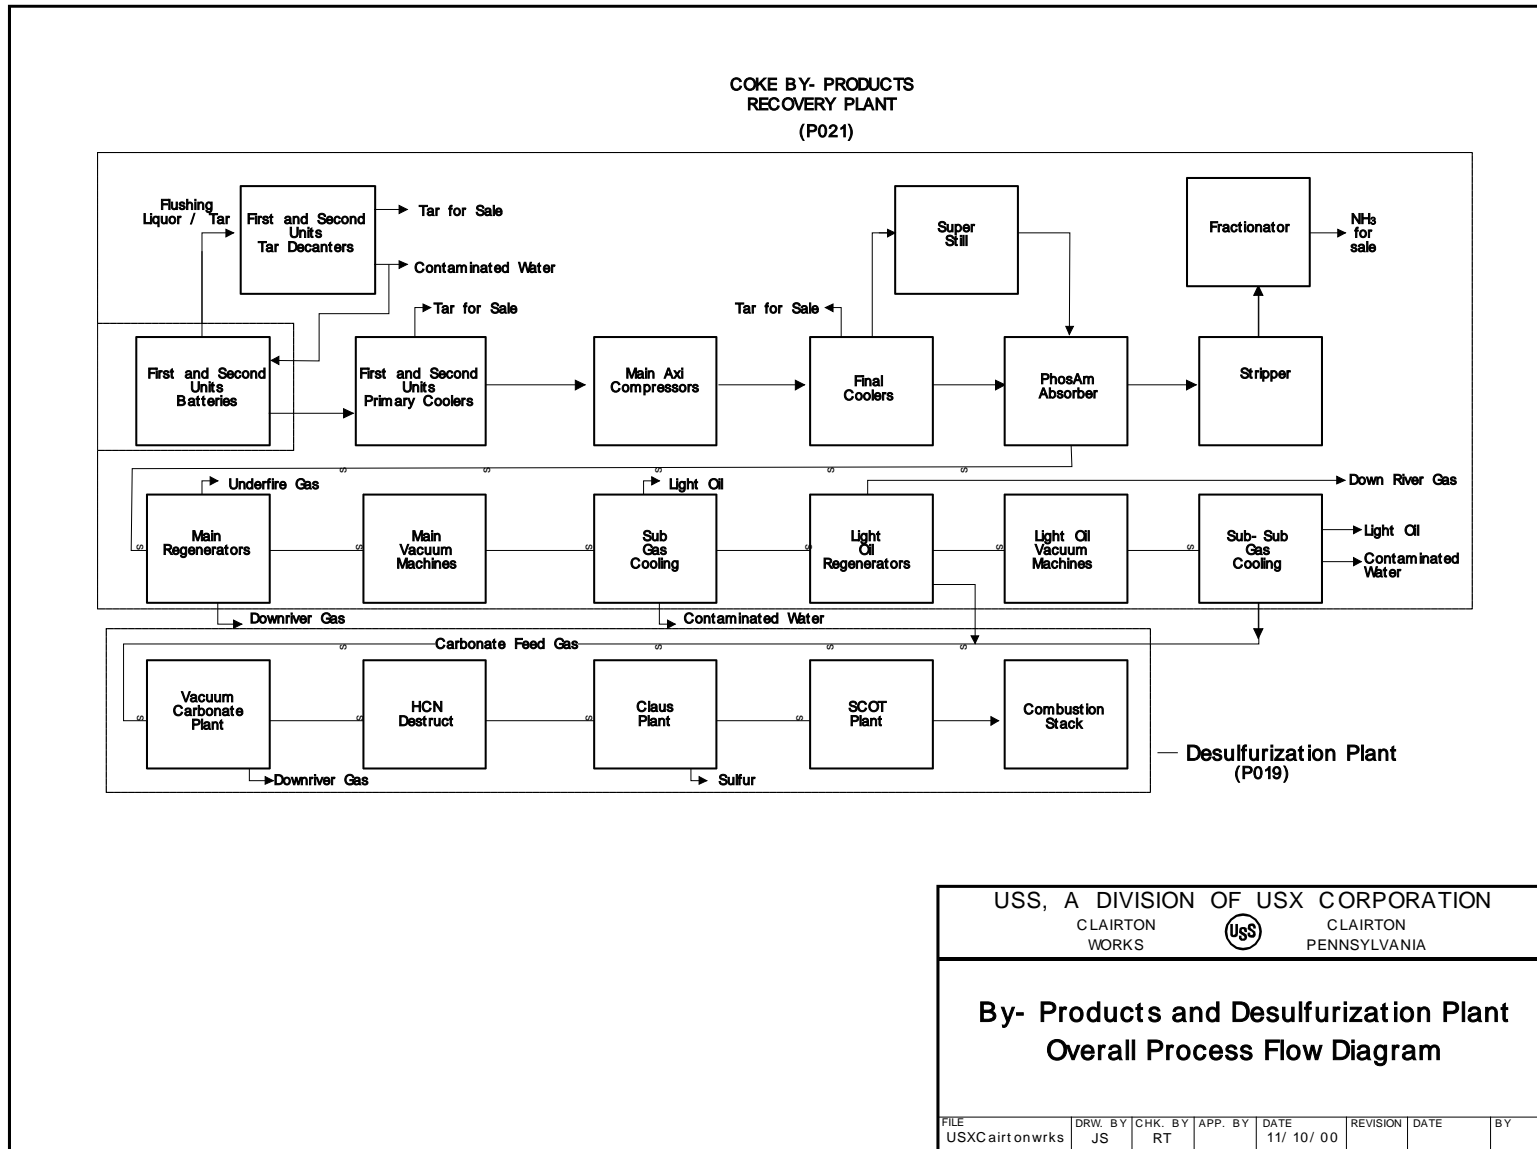 COKE BY- PRODUCTS
RECOVERY PLANT
(P021)
Flushing
Liquor / Tar
First and Second
Units
Tar Decanters
Tar for Sale
Contaminated Water
Super
Still
Fractionator
NH3
for
sale
Tar for Sale
Tar for Sale
First and Second
Units
Batteries
First and Second
Units
Primary Coolers
Main Axi
Compressors
Final
Coolers
PhosAm
Absorber
Stripper
s s s s s
Underfire Gas
Light Oil
Down River Gas
Main
Regenerators
Main
Vacuum
Machines
Sub
Gas
Cooling
Light
Oil
Regenerators
Light Oil
Vacuum
Machines
Sub- Sub
Gas
Cooling
Light Oil
Contaminated
Water
s s s s s s
Downriver Gas
Contaminated Water
Carbonate Feed Gas
s s s s
Vacuum
Carbonate
Plant
HCN
Destruct
Claus
Plant
SCOT
Plant
Combustion
Stack
s s s s
Downriver Gas
Sulfur
Desulfurization Plant
(P019)
USS, A DIVISION OF USX CORPORATION
CLAIRTON
WORKS
USS
CLAIRTON
PENNSYLVANIA
By- Products and Desulfurization Plant
Overall Process Flow Diagram
FILE DRW. BY CHK. BY APP. BY DATE REVISION DATE BY
USXCairtonwrks JS RT 11/ 10/ 00